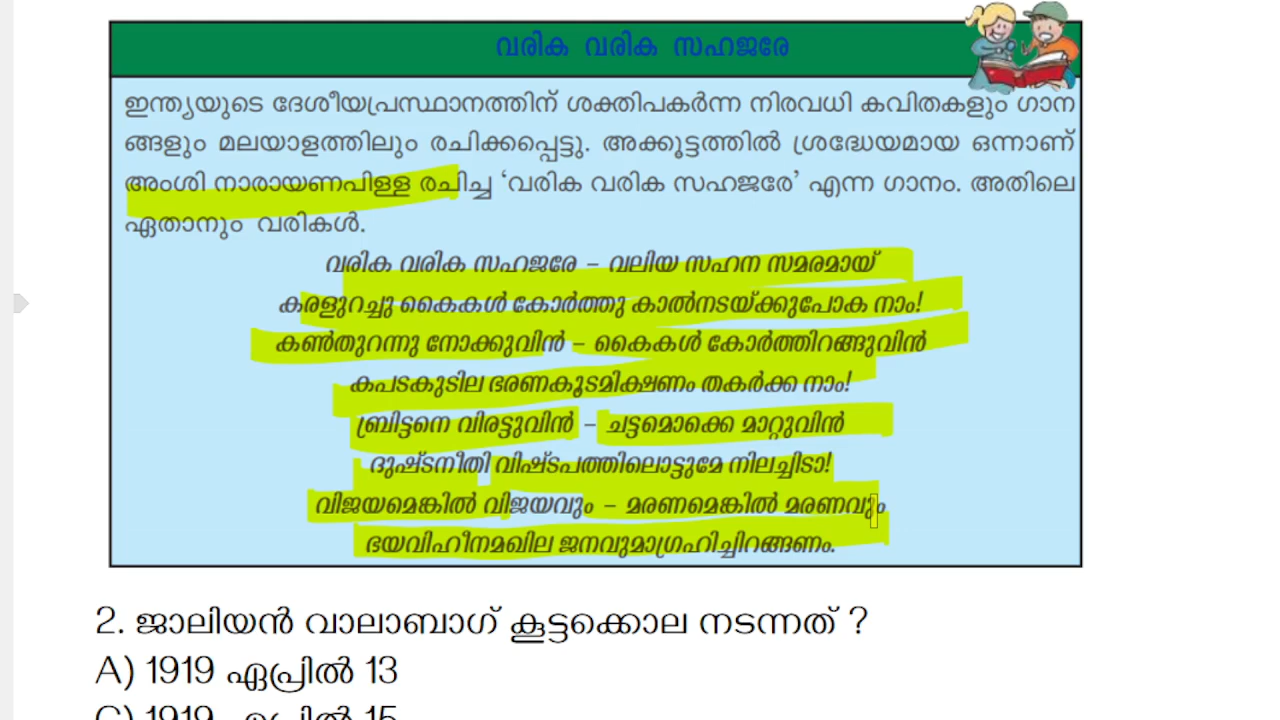 വരിക വരിക സഹജരേ
ഇന്ത്യയുടെ ദേശീയപ്രസ്ഥാനത്തിന് ശക്തിപകർന്ന നിരവധി കവിതകളും ഗാന
ങ്ങളും മലയാളത്തിലും രചിക്കപ്പെട്ടു. അക്കൂട്ടത്തിൽ ശ്രദ്ധേയമായ ഒന്നാണ്
അംശി നാരായണപിള്ള രചിച്ച ‘വരിക വരിക സഹജരേ’ എന്ന ഗാനം. അതിലെ
ഏതാനും വരികൾ.
വരിക വരിക സഹജരേ – വലിയ സഹന സമരമായ്
കരളുറച്ചു കൈകൾ കോർത്തു കാൽനടയ്ക്കുപോക നാം!
കൺതുറന്നു നോക്കുവിൻ – കൈകൾ കോർത്തിറങ്ങുവിൻ
കപടകുടില ഭരണകൂടമിക്ഷണം തകർക്ക നാം!
ബ്രിട്ടനെ വിരട്ടുവിൻ – ചട്ടമൊക്കെ മാറ്റുവിൻ
ദുഷ്ടനീതി വിഷ്ടപത്തിലൊട്ടുമേ നിലച്ചിടാ!
വിജയമെങ്കിൽ വിജയവും – മരണമെങ്കിൽ മരണവും
ഭയവിഹീനമഖില ജനവുമാഗ്രഹിച്ചിറങ്ങണം.
2. ജാലിയൻ വാലാബാഗ് കൂട്ടക്കൊല നടന്നത് ?
A) 1919 ഏപ്രിൽ 13
C) 1919 ഏപ്രിൽ 15